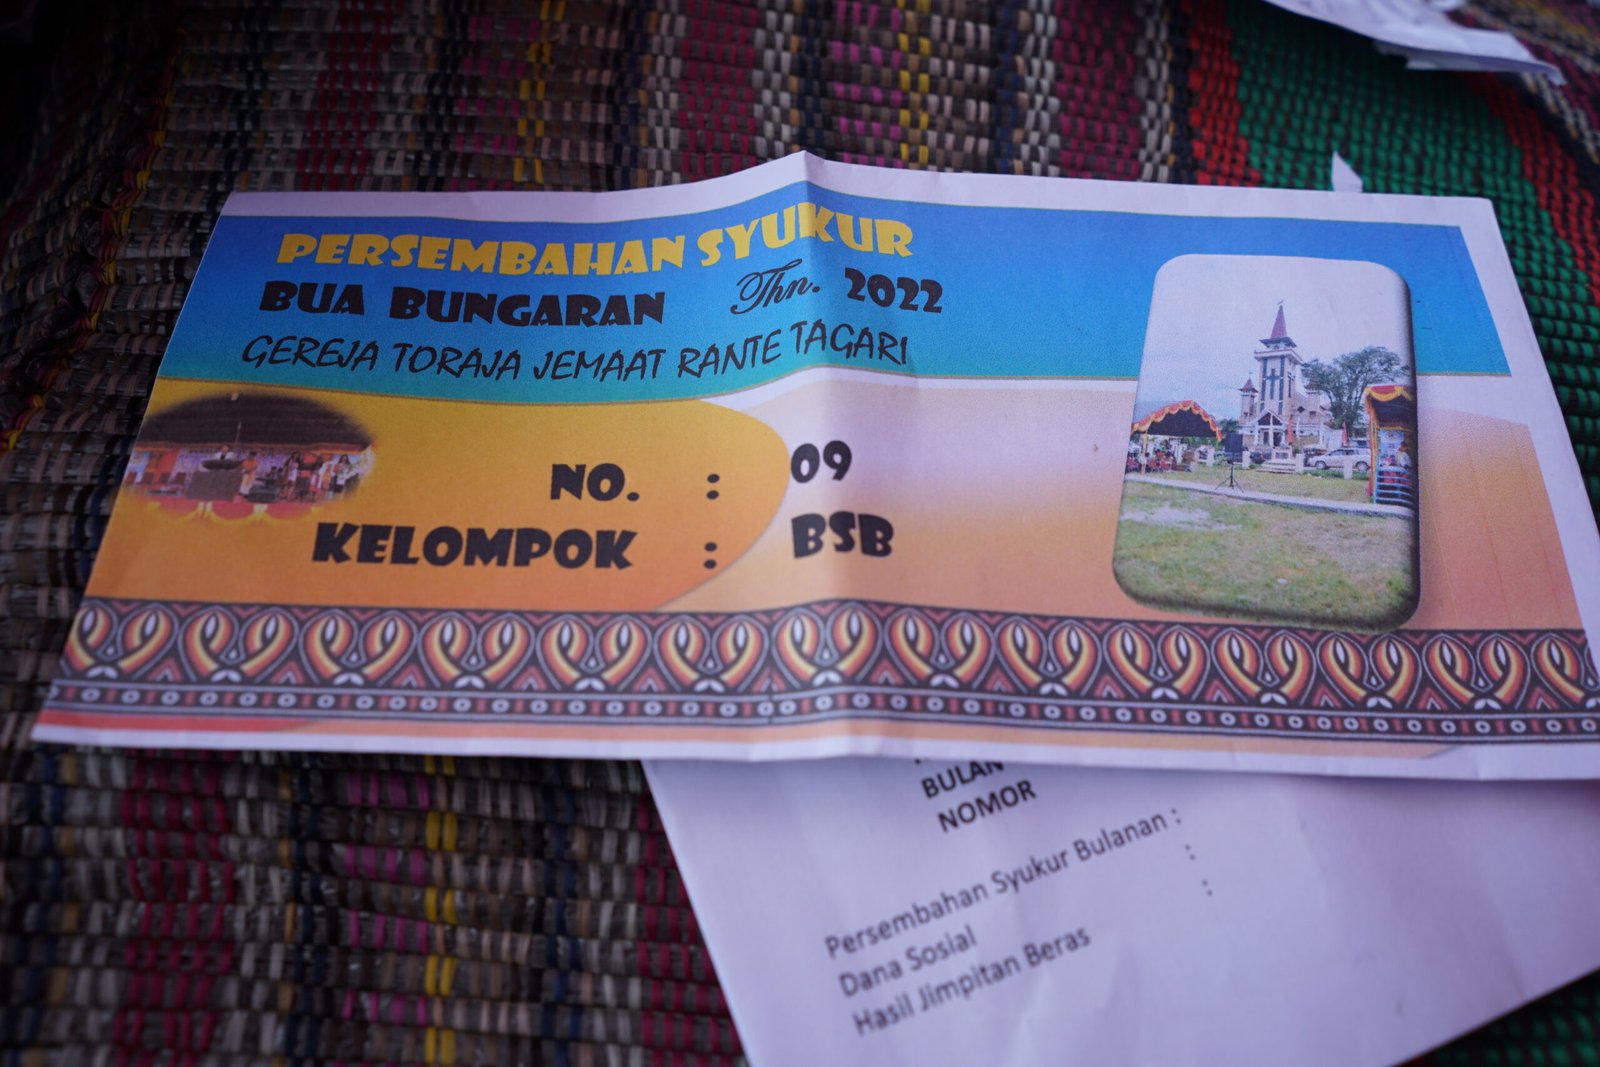 PERSEMBAHAN SYUKUR
BUA BUNGARAN Thn. 2022
GEREJA TORAJA JEMAAT RANTE TAGARI
NO. : 09
KELOMPOK : BSB
BULAN
NOMOR
Persembahan Syukur Bulanan :
Dana Sosial :
Hasil Jimpitan Beras :